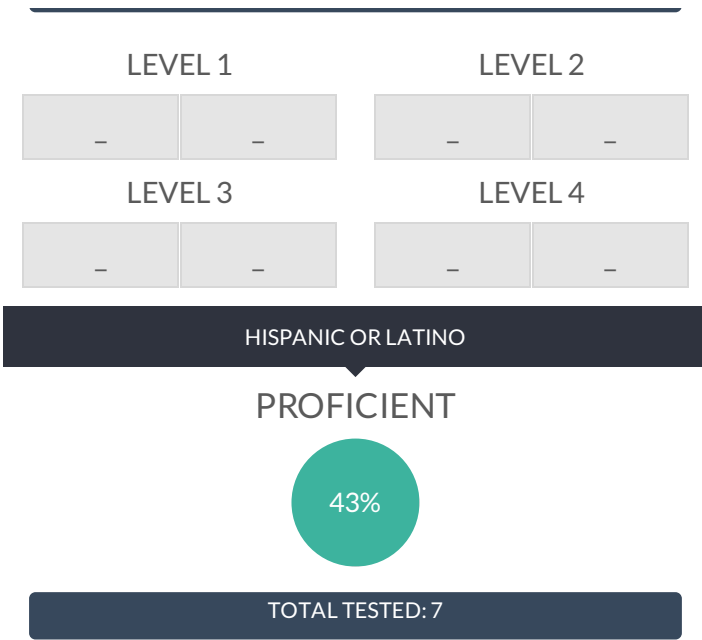 LEVEL 1 LEVEL 2
– – – –
LEVEL 3 LEVEL 4
– – – –
HISPANIC OR LATINO
PROFICIENT
43%
TOTAL TESTED: 7